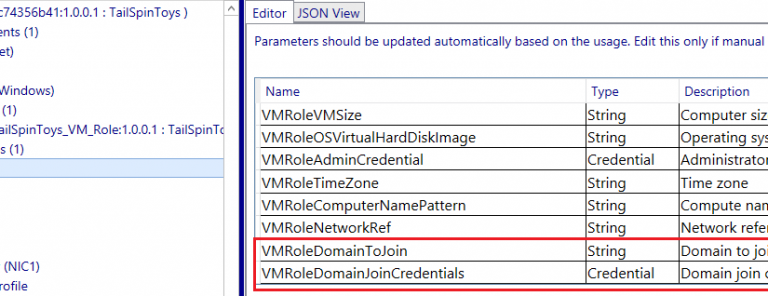 c74356b41:1.0.0.1 : TailSpinToys )
ents (1)
et)
Windows)
(1)
ailSpinToys_VM_Role:1.0.0.1 : TailSpinTo
s (1)
(NIC1)
rofile
Editor JSON View
Parameters should be updated automatically based on the usage. Edit this only if manual
Name Type Description
VMRoleVMSize String Computer siz
VMRoleOSVirtualHardDiskImage String Operating sys
VMRoleAdminCredential Credential Administrator
VMRoleTimeZone String Time zone
VMRoleComputerNamePattern String Compute nam
VMRoleNetworkRef String Network refer
VMRoleDomainToJoin String Domain to joi
VMRoleDomainJoinCredentials Credential Domain join c